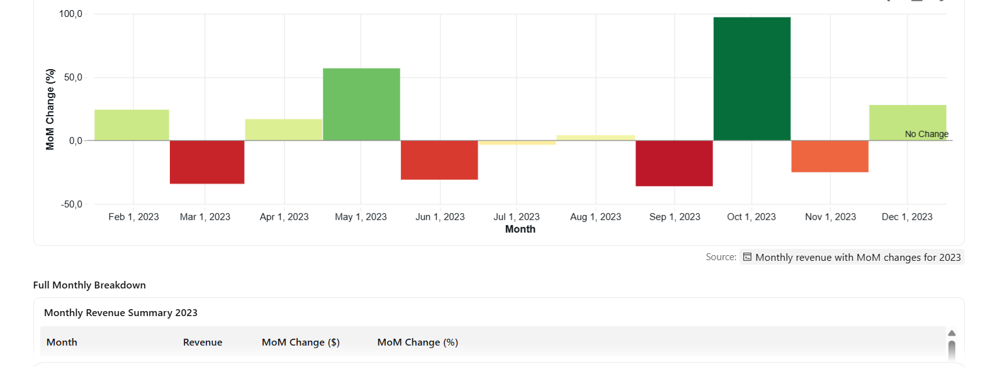 100,0
50,0
0,0
-50,0
MoM Change (%)
No Change
Feb 1, 2023 Mar 1, 2023 Apr 1, 2023 May 1, 2023 Jun 1, 2023 Jul 1, 2023 Aug 1, 2023 Sep 1, 2023 Oct 1, 2023 Nov 1, 2023 Dec 1, 2023
Month
Source: Monthly revenue with MoM changes for 2023
Full Monthly Breakdown
Monthly Revenue Summary 2023
Month Revenue MoM Change ($) MoM Change (%)